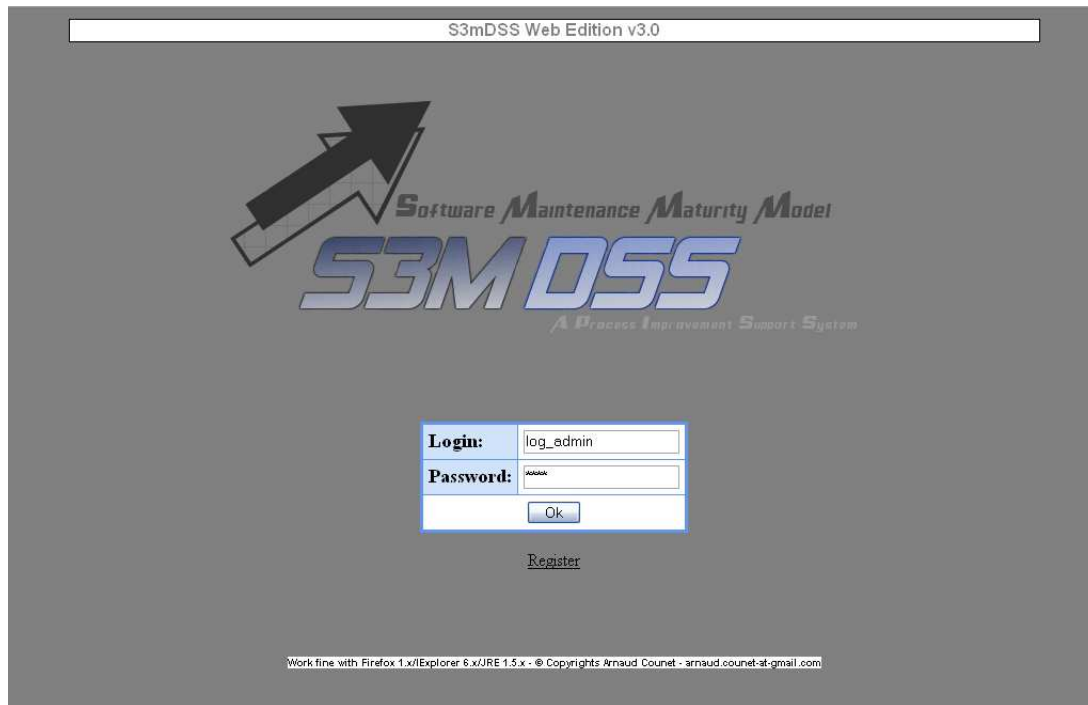 S3mDSS Web Edition v3.0
Software Maintenance Maturity Model
S3M DSS
A Process Improvement Support System
Login: log_admin
Password: ****
Ok
Register
Work fine with Firefox 1.x/IExplorer 6.x/JRE 1.5.x - © Copyrights Arnaud Counet - arnaud.counet-at-gmail.com